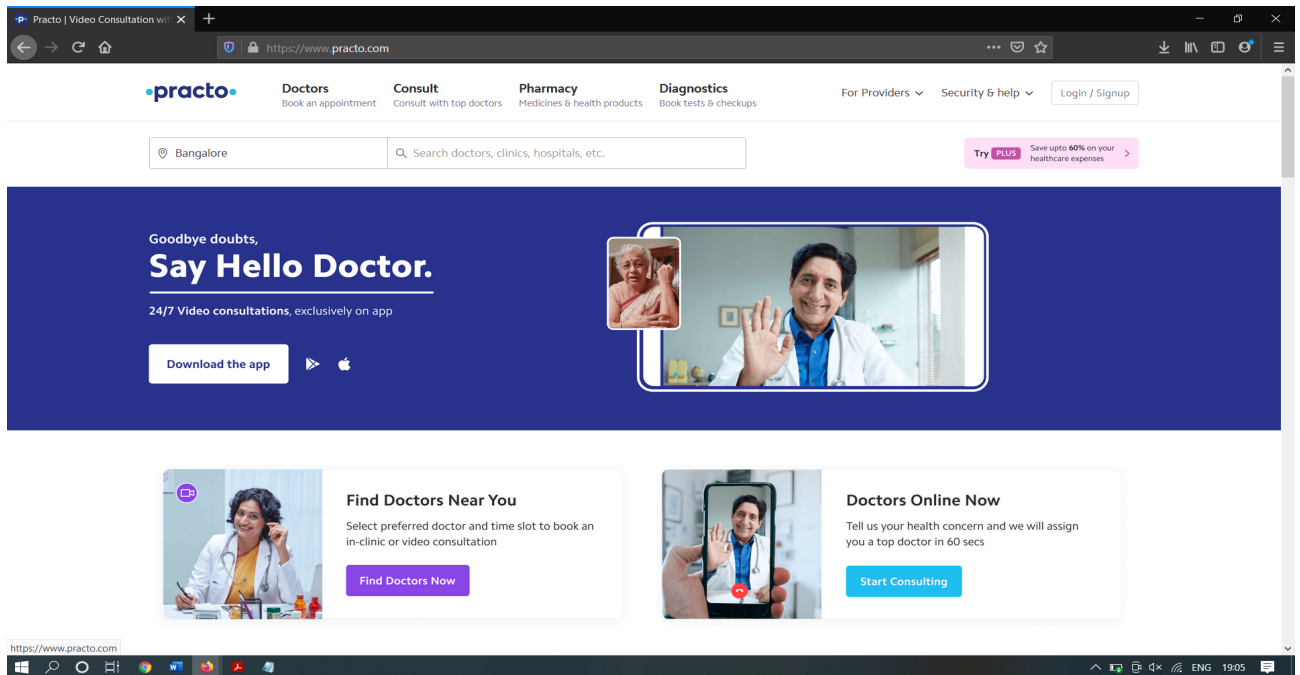 Practo | Video Consultation wit
https://www.practo.com
practo
Doctors
Book an appointment
Consult
Consult with top doctors
Pharmacy
Medicines & health products
Diagnostics
Book tests & checkups
For Providers
Security & help
Login / Signup
Bangalore
Search doctors, clinics, hospitals, etc.
Try PLUS
Save upto 60% on your
healthcare expenses
Goodbye doubts,
Say Hello Doctor.
24/7 Video consultations, exclusively on app
Download the app
Find Doctors Near You
Select preferred doctor and time slot to book an
in-clinic or video consultation
Find Doctors Now
Doctors Online Now
Tell us your health concern and we will assign
you a top doctor in 60 secs
Start Consulting
https://www.practo.com
ENG
19:05